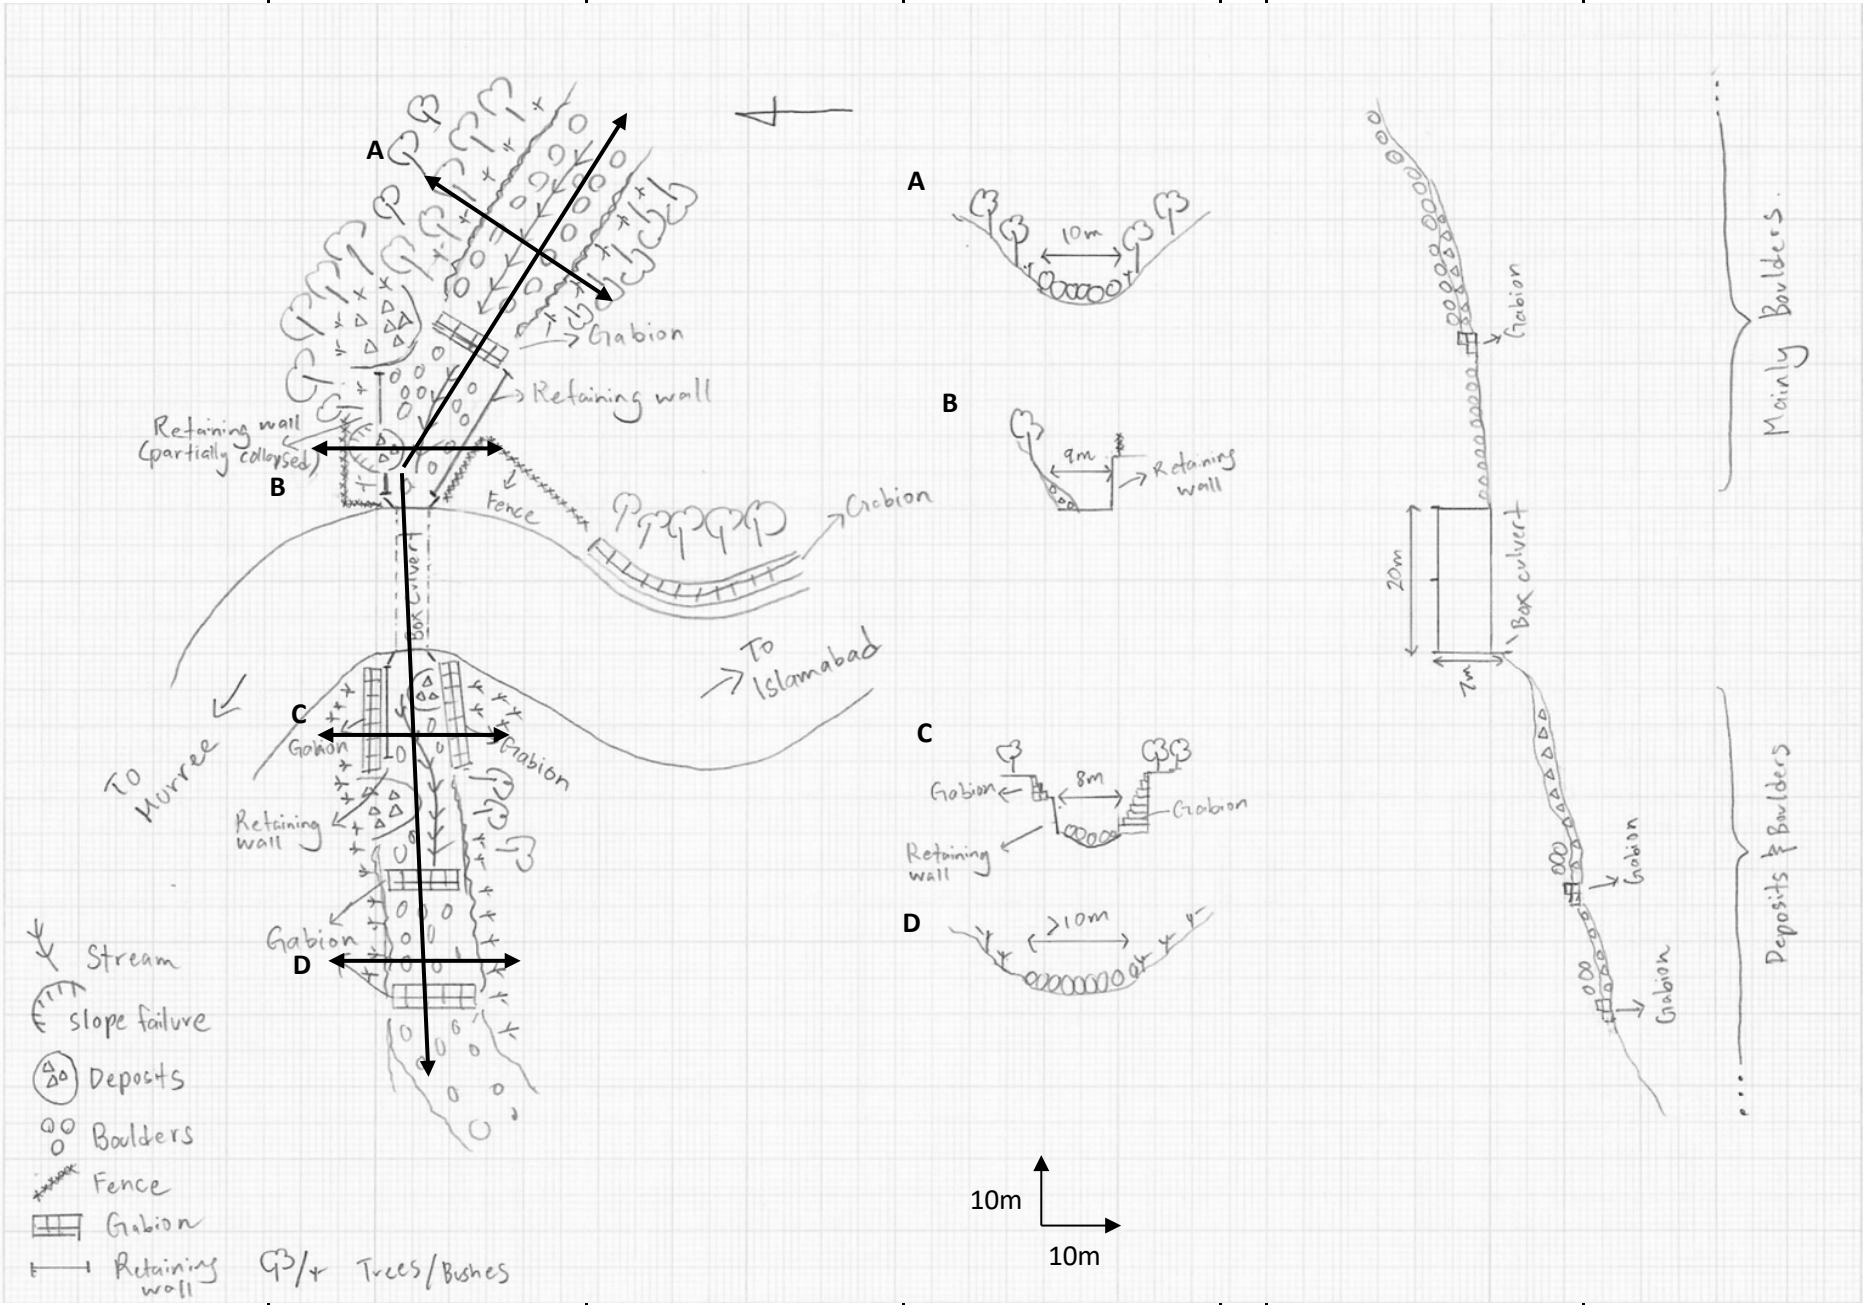 A
Gabion
Retaining wall
Retaining wall
(partially collapsed)
B
Fence
Gabion
Box culvert
To
Islamabad
To
Murree
C
Gabion
Gabion
Retaining
wall
Gabion
D
Stream
slope failure
Deposits
Boulders
Fence
Gabion
Retaining
wall
Trees/Bushes
A
10m
B
9m
Retaining
wall
C
Gabion
8m
Gabion
Retaining
wall
D
>10m
10m
10m
Gabion
Mainly Boulders.
20m
Box culvert
7m
Gabion
Gabion
Deposits & Boulders